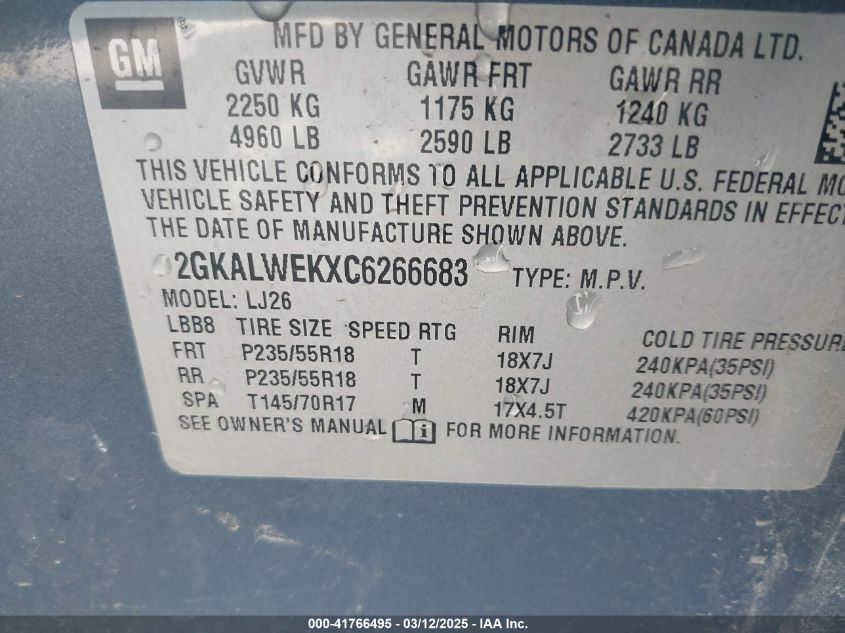 GM
MFD BY GENERAL MOTORS OF CANADA LTD.
GVWR GAWR FRT GAWR RR
2250 KG 1175 KG 1240 KG
4960 LB 2590 LB 2733 LB
THIS VEHICLE CONFORMS TO ALL APPLICABLE U.S. FEDERAL MO
VEHICLE SAFETY AND THEFT PREVENTION STANDARDS IN EFFECT
THE DATE OF MANUFACTURE SHOWN ABOVE.
2GKALWEKXC6266683 TYPE: M.P.V.
MODEL: LJ26
LBB8 TIRE SIZE SPEED RTG RIM COLD TIRE PRESSURE
FRT P235/55R18 T 18X7J 240KPA(35PSI)
RR P235/55R18 T 18X7J 240KPA(35PSI)
SPA T145/70R17 M 17X4.5T 420KPA(60PSI)
SEE OWNER'S MANUAL i FOR MORE INFORMATION.
000-41766495 - 03/12/2025 - IAA Inc.